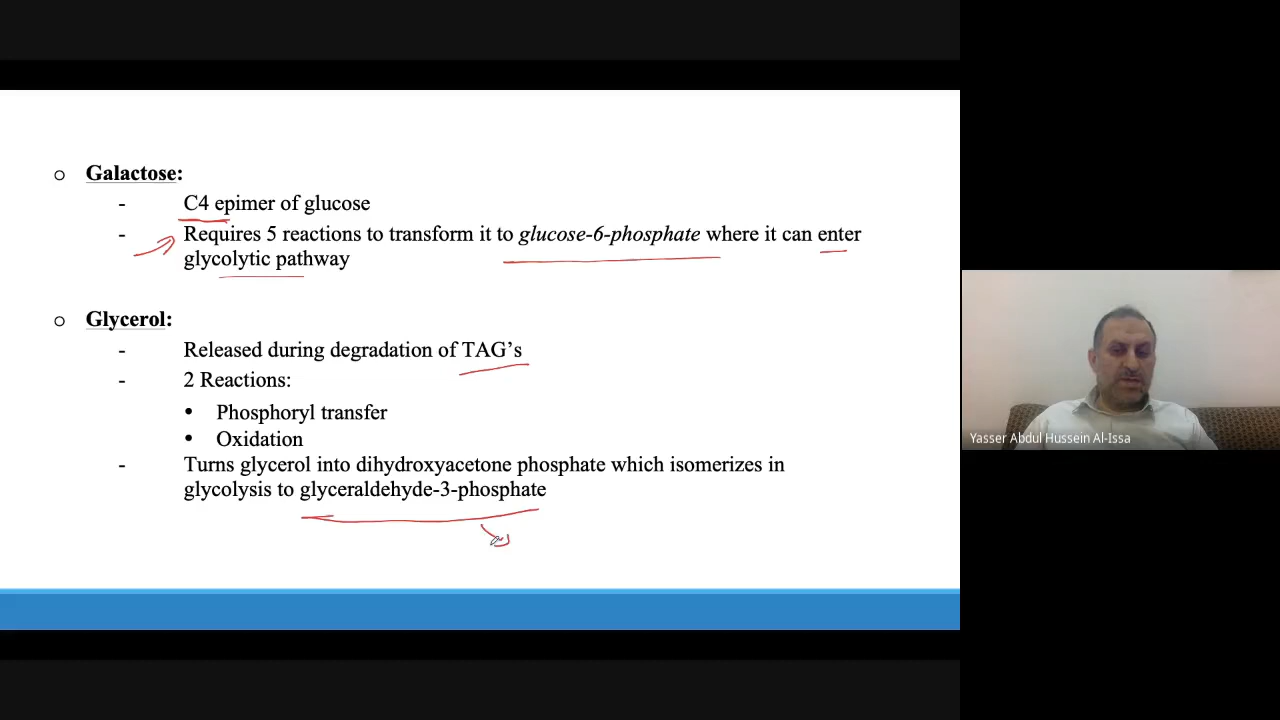 Galactose:
- C4 epimer of glucose
- Requires 5 reactions to transform it to glucose-6-phosphate where it can enter
glycolytic pathway
Glycerol:
- Released during degradation of TAG's
- 2 Reactions:
• Phosphoryl transfer
• Oxidation
- Turns glycerol into dihydroxyacetone phosphate which isomerizes in
glycolysis to glyceraldehyde-3-phosphate
Yasser Abdul Hussein Al-Issa